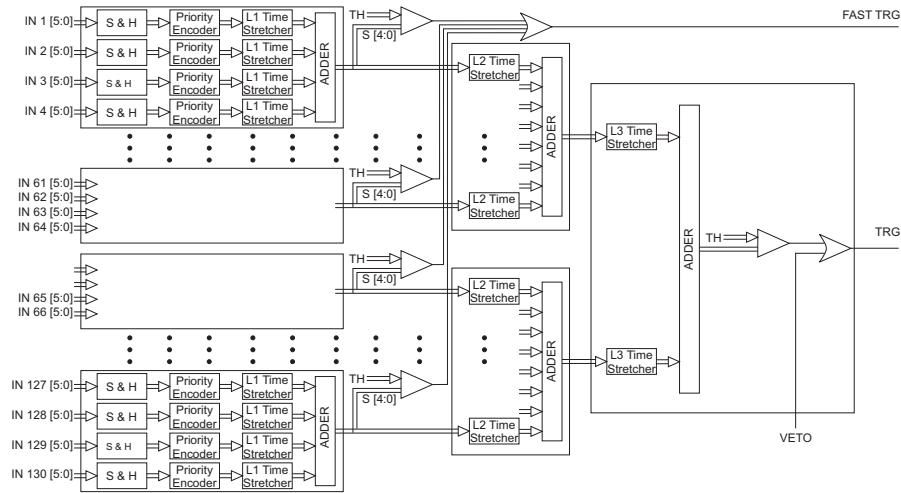 FAST TRG
TH
S [4:0]
IN 1 [5:0]
S & H
Priority
Encoder
L1 Time
Stretcher
IN 2 [5:0]
S & H
Priority
Encoder
L1 Time
Stretcher
IN 3 [5:0]
S & H
Priority
Encoder
L1 Time
Stretcher
IN 4 [5:0]
S & H
Priority
Encoder
L1 Time
Stretcher
ADDER
L2 Time
Stretcher
ADDER
L3 Time
Stretcher
IN 61 [5:0]
IN 62 [5:0]
IN 63 [5:0]
IN 64 [5:0]
TH
S [4:0]
L2 Time
Stretcher
ADDER
TH
TRG
IN 65 [5:0]
IN 66 [5:0]
TH
S [4:0]
L2 Time
Stretcher
ADDER
L3 Time
Stretcher
IN 127 [5:0]
S & H
Priority
Encoder
L1 Time
Stretcher
IN 128 [5:0]
S & H
Priority
Encoder
L1 Time
Stretcher
IN 129 [5:0]
S & H
Priority
Encoder
L1 Time
Stretcher
IN 130 [5:0]
S & H
Priority
Encoder
L1 Time
Stretcher
ADDER
TH
S [4:0]
L2 Time
Stretcher
VETO